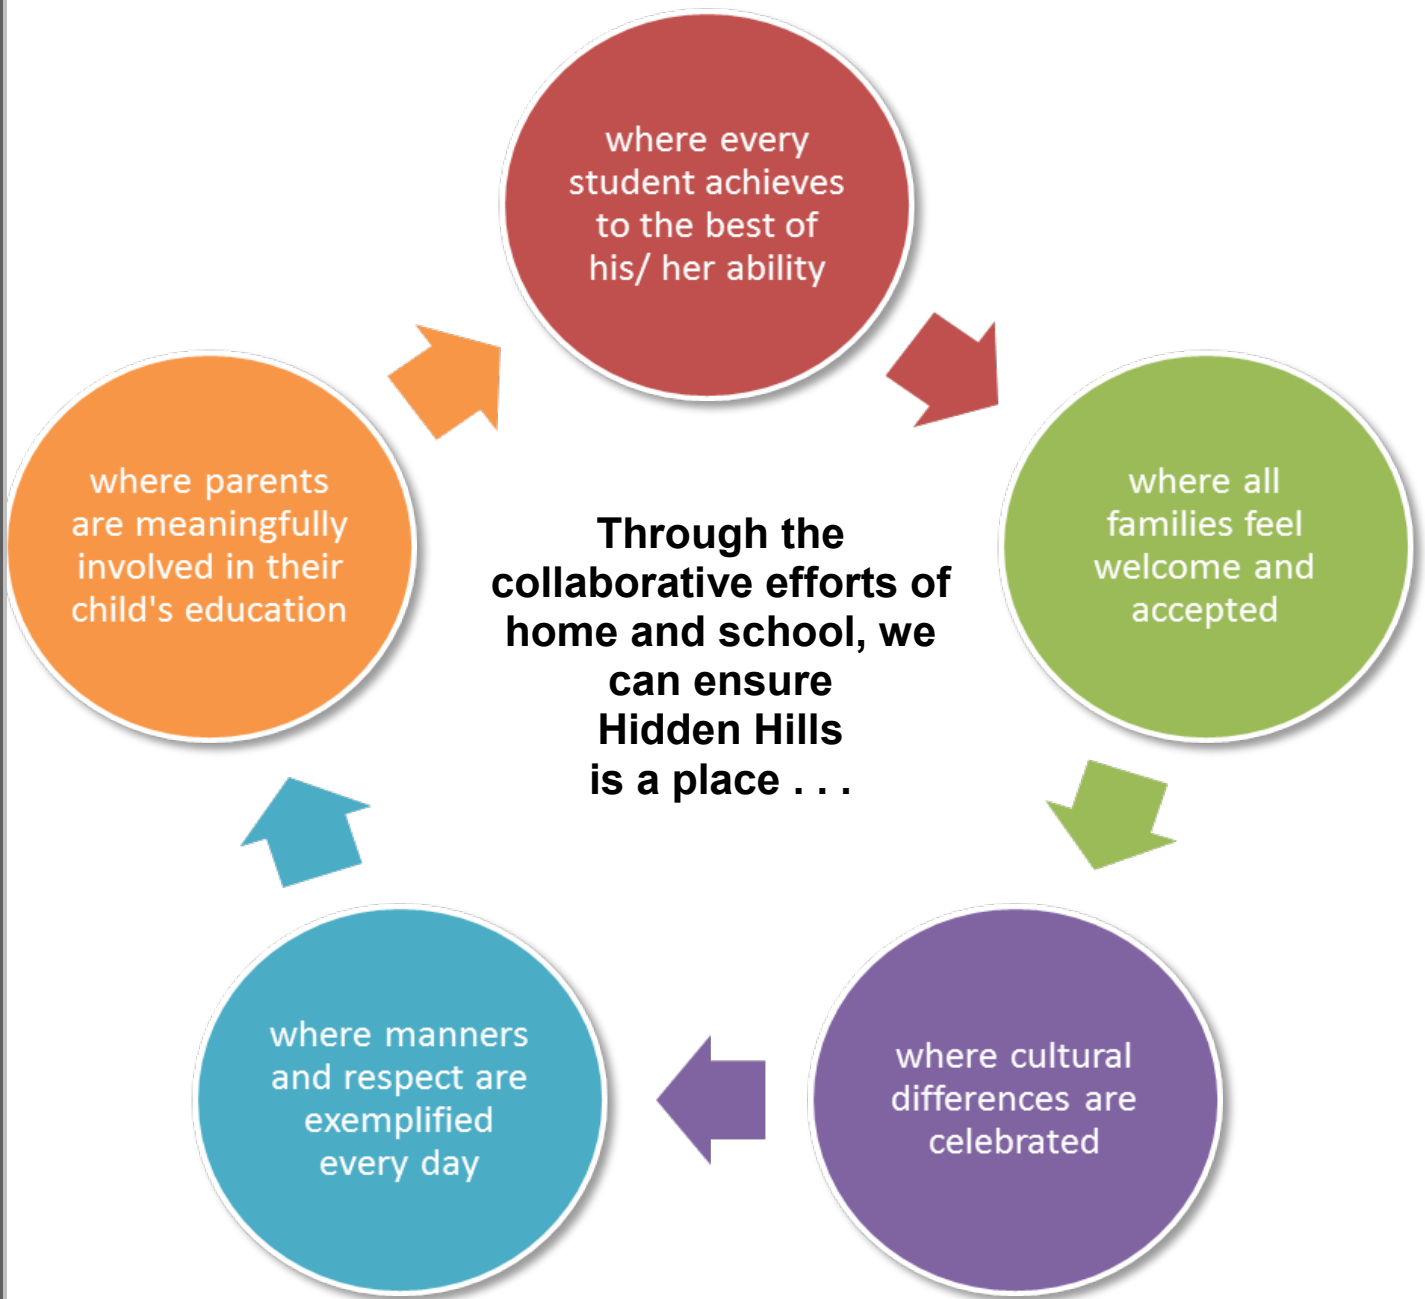 where every
student achieves
to the best of
his/ her ability
where all
families feel
welcome and
accepted
where cultural
differences are
celebrated
where manners
and respect are
exemplified
every day
where parents
are meaningfully
involved in their
child's education
Through the
collaborative efforts of
home and school, we
can ensure
Hidden Hills
is a place . . .